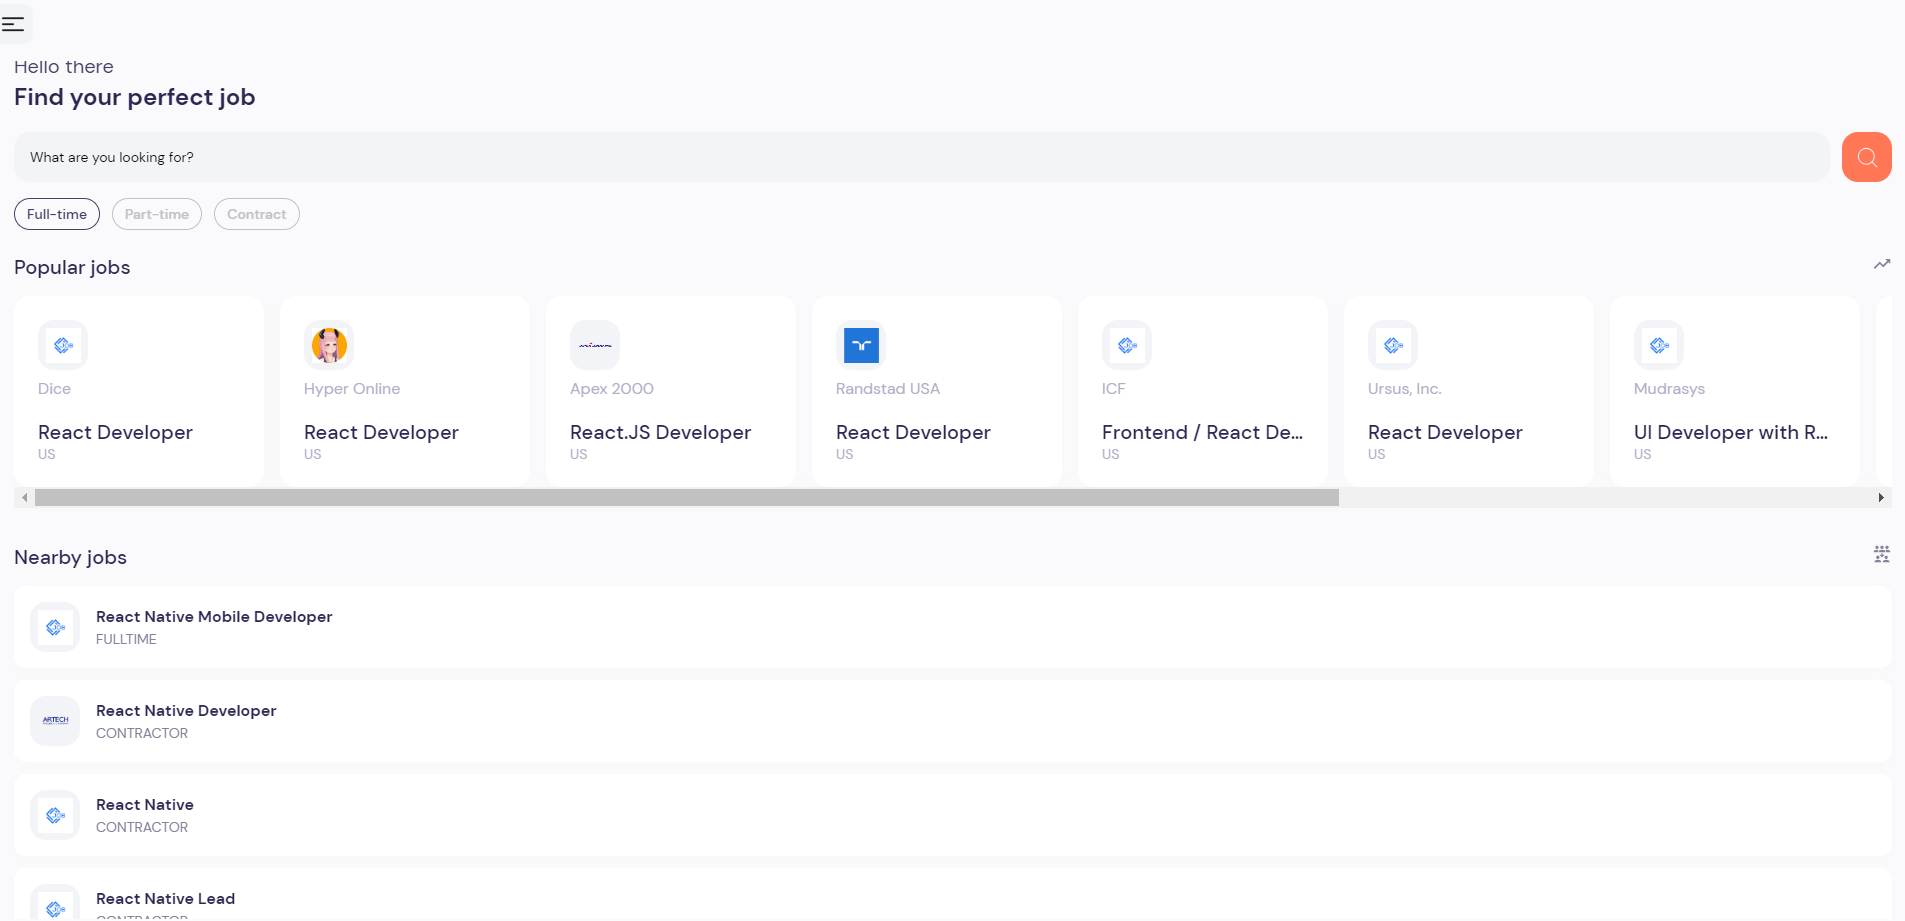 Hello there
Find your perfect job
What are you looking for?
Full-time Part-time Contract
Popular jobs
Dice
React Developer
US
Hyper Online
React Developer
US
Apex 2000
React.JS Developer
US
Randstad USA
React Developer
US
ICF
Frontend / React De...
US
Ursus, Inc.
React Developer
US
Mudrasys
UI Developer with R...
US
Nearby jobs
React Native Mobile Developer
FULLTIME
ARTECH
React Native Developer
CONTRACTOR
React Native
CONTRACTOR
React Native Lead
CONTRACTOR